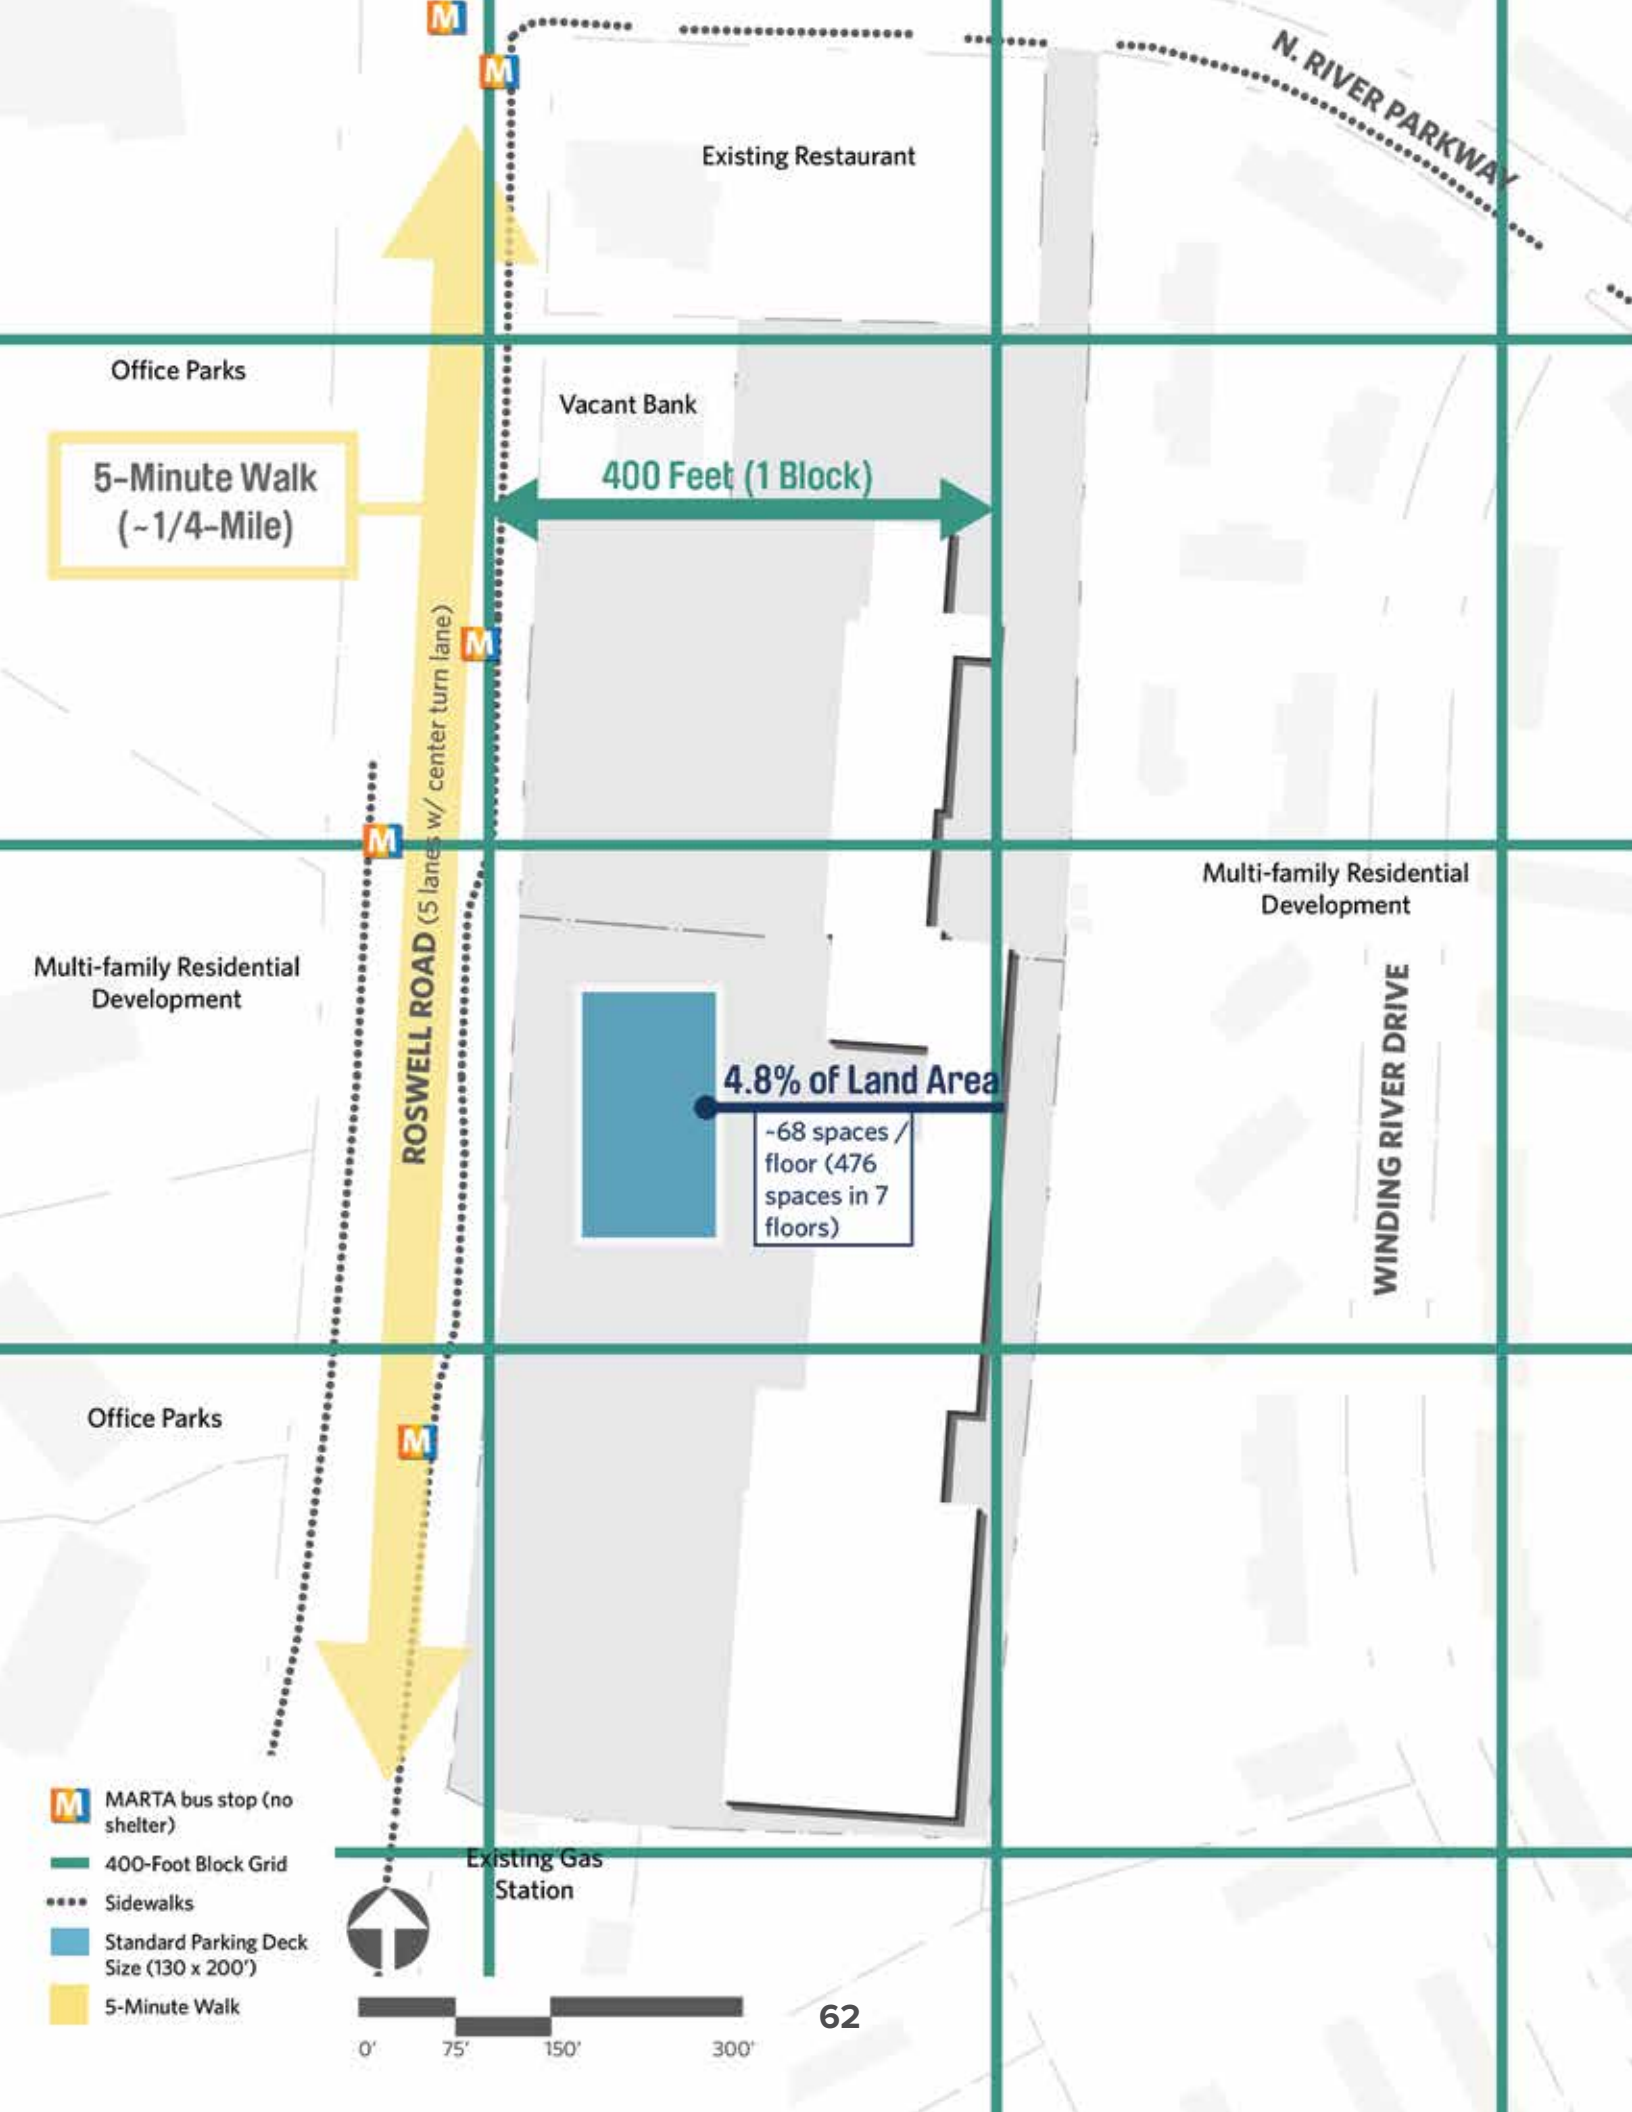 M
M
N. RIVER PARKWAY
Existing Restaurant
Office Parks
Vacant Bank
5-Minute Walk
(~1/4-Mile)
400 Feet (1 Block)
M
M
ROSWELL ROAD (5 lanes w/ center turn lane)
Multi-family Residential
Development
Multi-family Residential
Development
WINDING RIVER DRIVE
4.8% of Land Area
~68 spaces /
floor (476
spaces in 7
floors)
Office Parks
M
M
MARTA bus stop (no
shelter)
400-Foot Block Grid
Sidewalks
Standard Parking Deck
Size (130 x 200')
5-Minute Walk
Existing Gas
Station
0' 75' 150' 300'
62